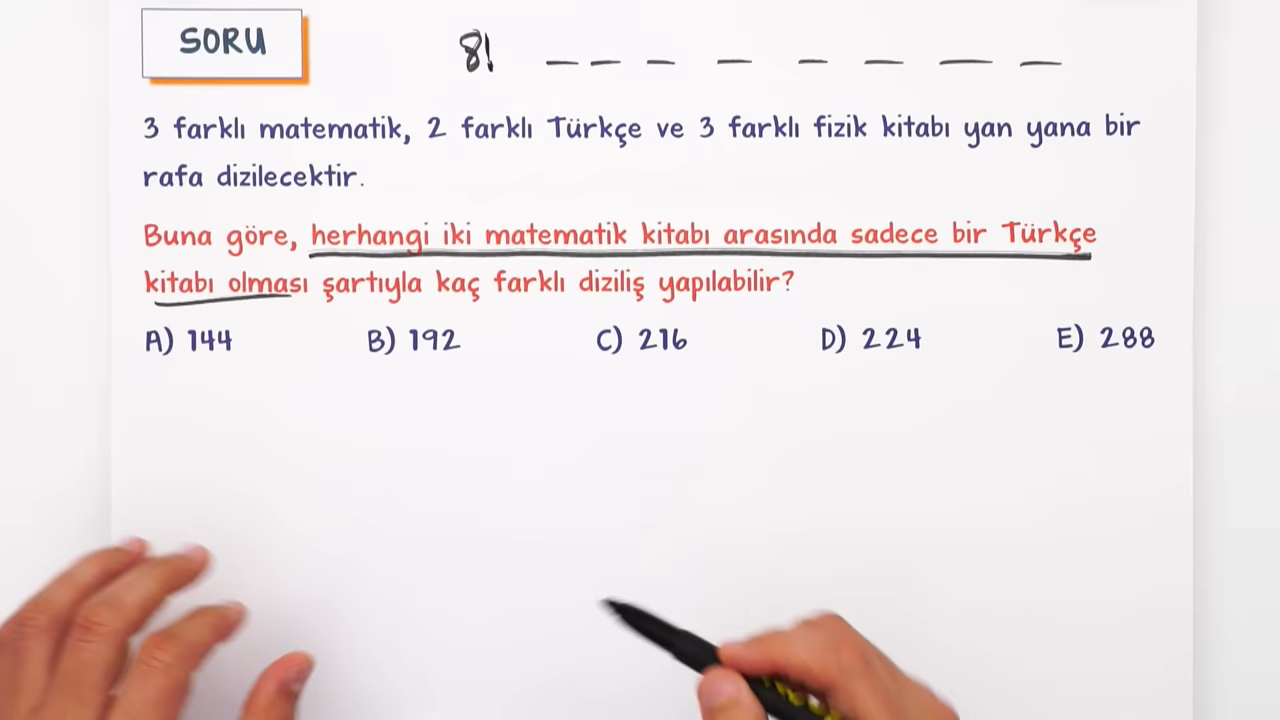 SORU
8! _ _ _ _ _ _ _ _
3 farklı matematik, 2 farklı Türkçe ve 3 farklı fizik kitabı yan yana bir
rafa dizilecektir.
Buna göre, herhangi iki matematik kitabı arasında sadece bir Türkçe
kitabı olması şartıyla kaç farklı diziliş yapılabilir?
A) 144 B) 192 C) 216 D) 224 E) 288